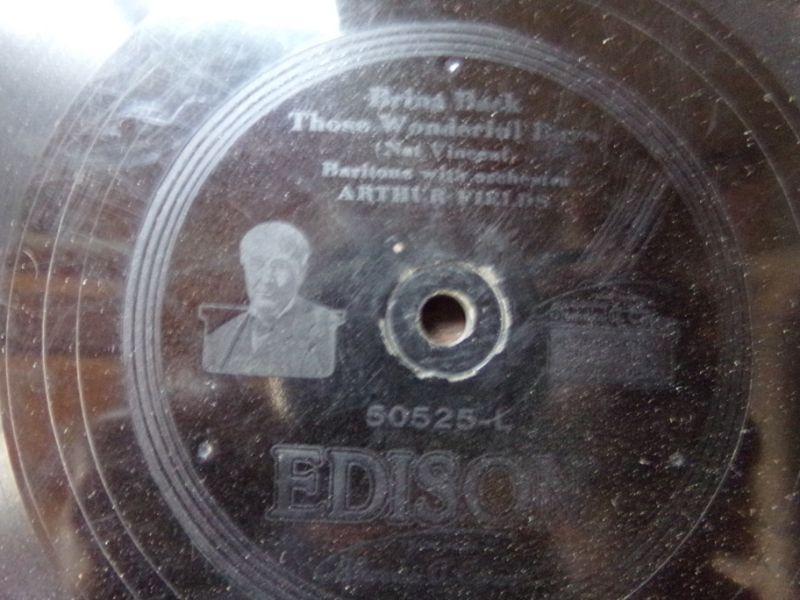 Bring Back
Those Wonderful Days
(Nat Vincent)
Baritone with orchestra
ARTHUR FIELDS
50525-L
EDISON